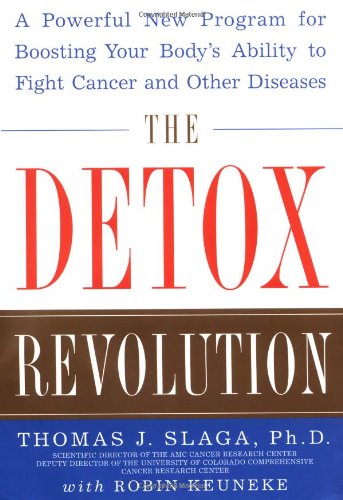 A Powerful New Program for
Boosting Your Body's Ability to
Fight Cancer and Other Diseases
THE
DETOX
REVOLUTION
THOMAS J. SLAGA, Ph.D.
SCIENTIFIC DIRECTOR OF THE AMC CANCER RESEARCH CENTER
DEPUTY DIRECTOR OF THE UNIVERSITY OF COLORADO COMPREHENSIVE
CANCER RESEARCH CENTER
with ROBIN KEUNEKE